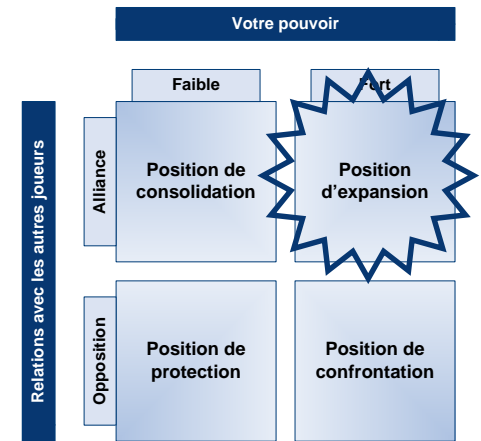 Votre pouvoir
Faible
Fort
Relations avec les autres joueurs
Alliance
Position de
consolidation
Position
d'expansion
Opposition
Position de
protection
Position de
confrontation